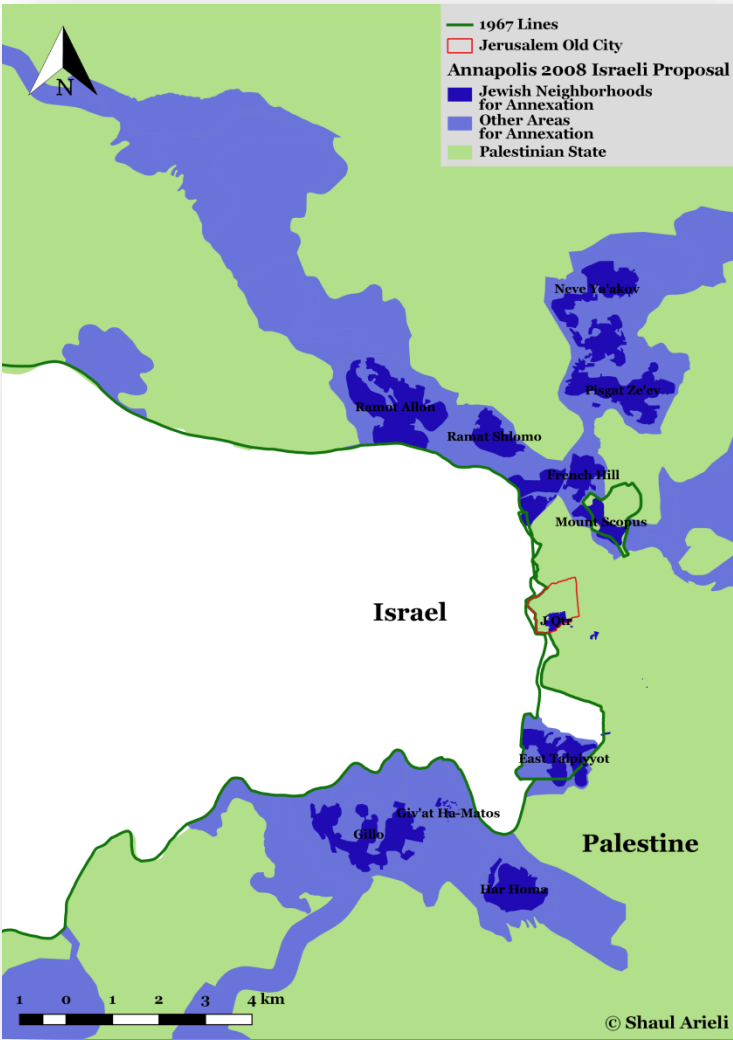 1967 Lines
Jerusalem Old City
Annapolis 2008 Israeli Proposal
Jewish Neighborhoods
for Annexation
Other Areas
for Annexation
Palestinian State
N
Neve Ya'akov
Pisgat Ze'ev
Ramot Allon
Ramat Shlomo
French Hill
Mount Scopus
Israel
J Qtr
East Talpiyyot
Giv'at Ha-Matos
Gillo
Palestine
Har Homa
1 0 1 2 3 4 km
© Shaul Arieli